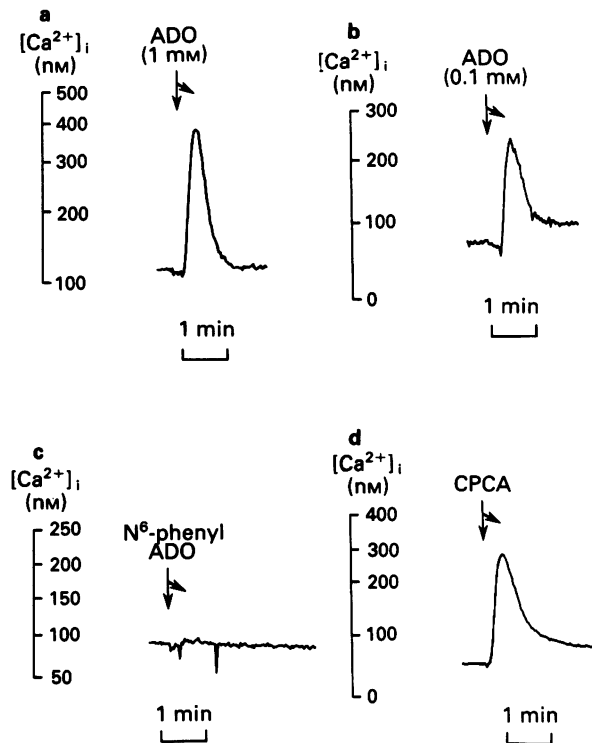 a
[Ca²⁺]ᵢ
(nM)
ADO
(1 mM)
500
400
300
200
100
1 min
b
[Ca²⁺]ᵢ
(nM)
ADO
(0.1 mM)
300
200
100
0
1 min
c
[Ca²⁺]ᵢ
(nM)
N⁶-phenyl
ADO
250
200
150
100
50
1 min
d
[Ca²⁺]ᵢ
(nM)
CPCA
400
300
200
100
0
1 min